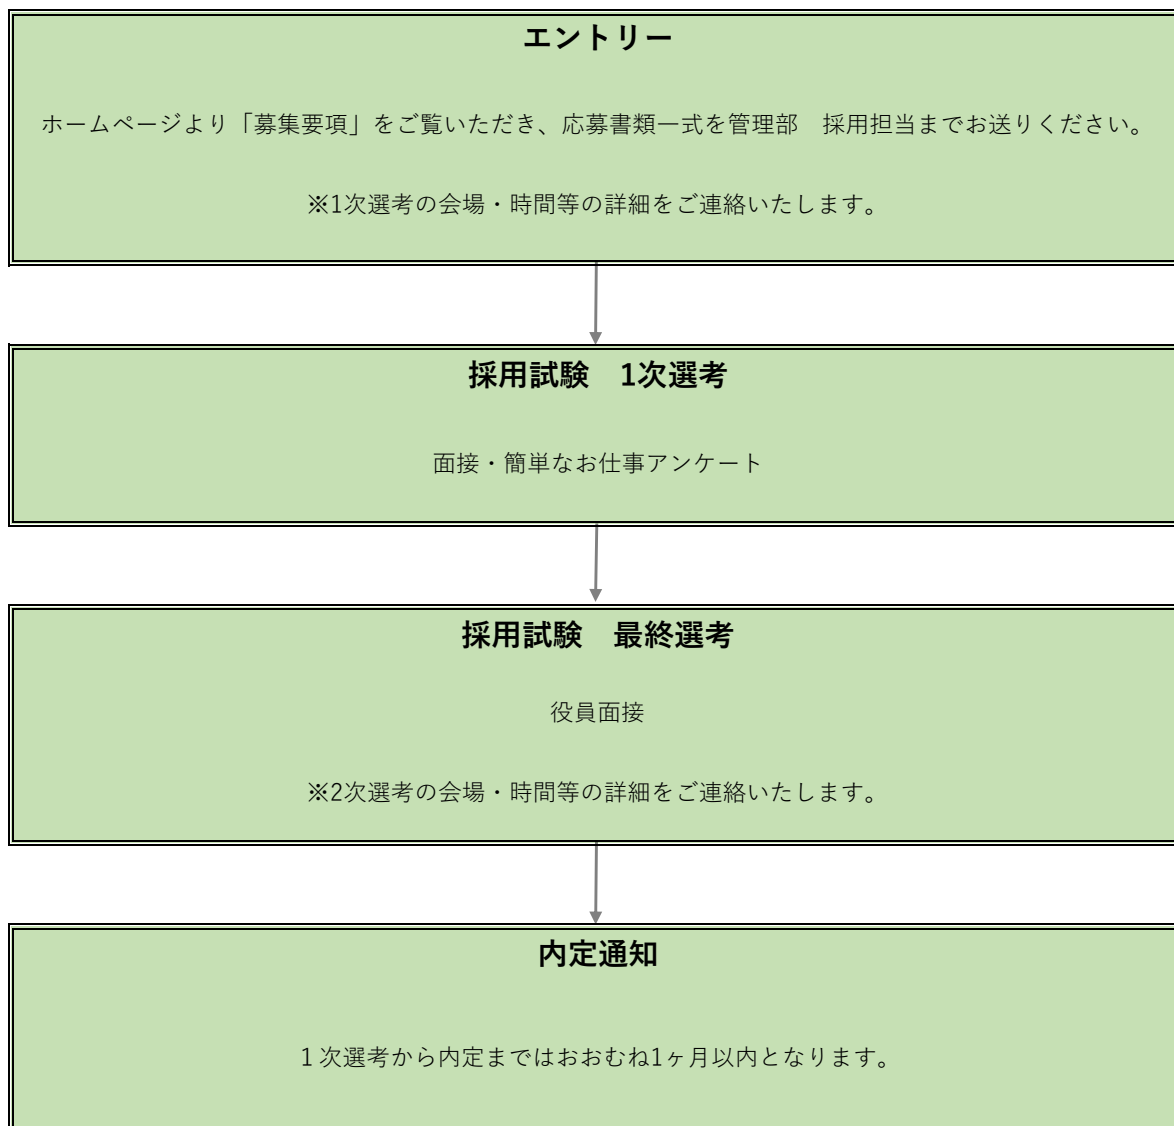 エントリー
ホームページより「募集要項」をご覧いただき、応募書類一式を管理部　採用担当までお送りください。
※1次選考の会場・時間等の詳細をご連絡いたします。
採用試験　1次選考
面接・簡単なお仕事アンケート
採用試験　最終選考
役員面接
※2次選考の会場・時間等の詳細をご連絡いたします。
内定通知
１次選考から内定まではおおむね1ヶ月以内となります。